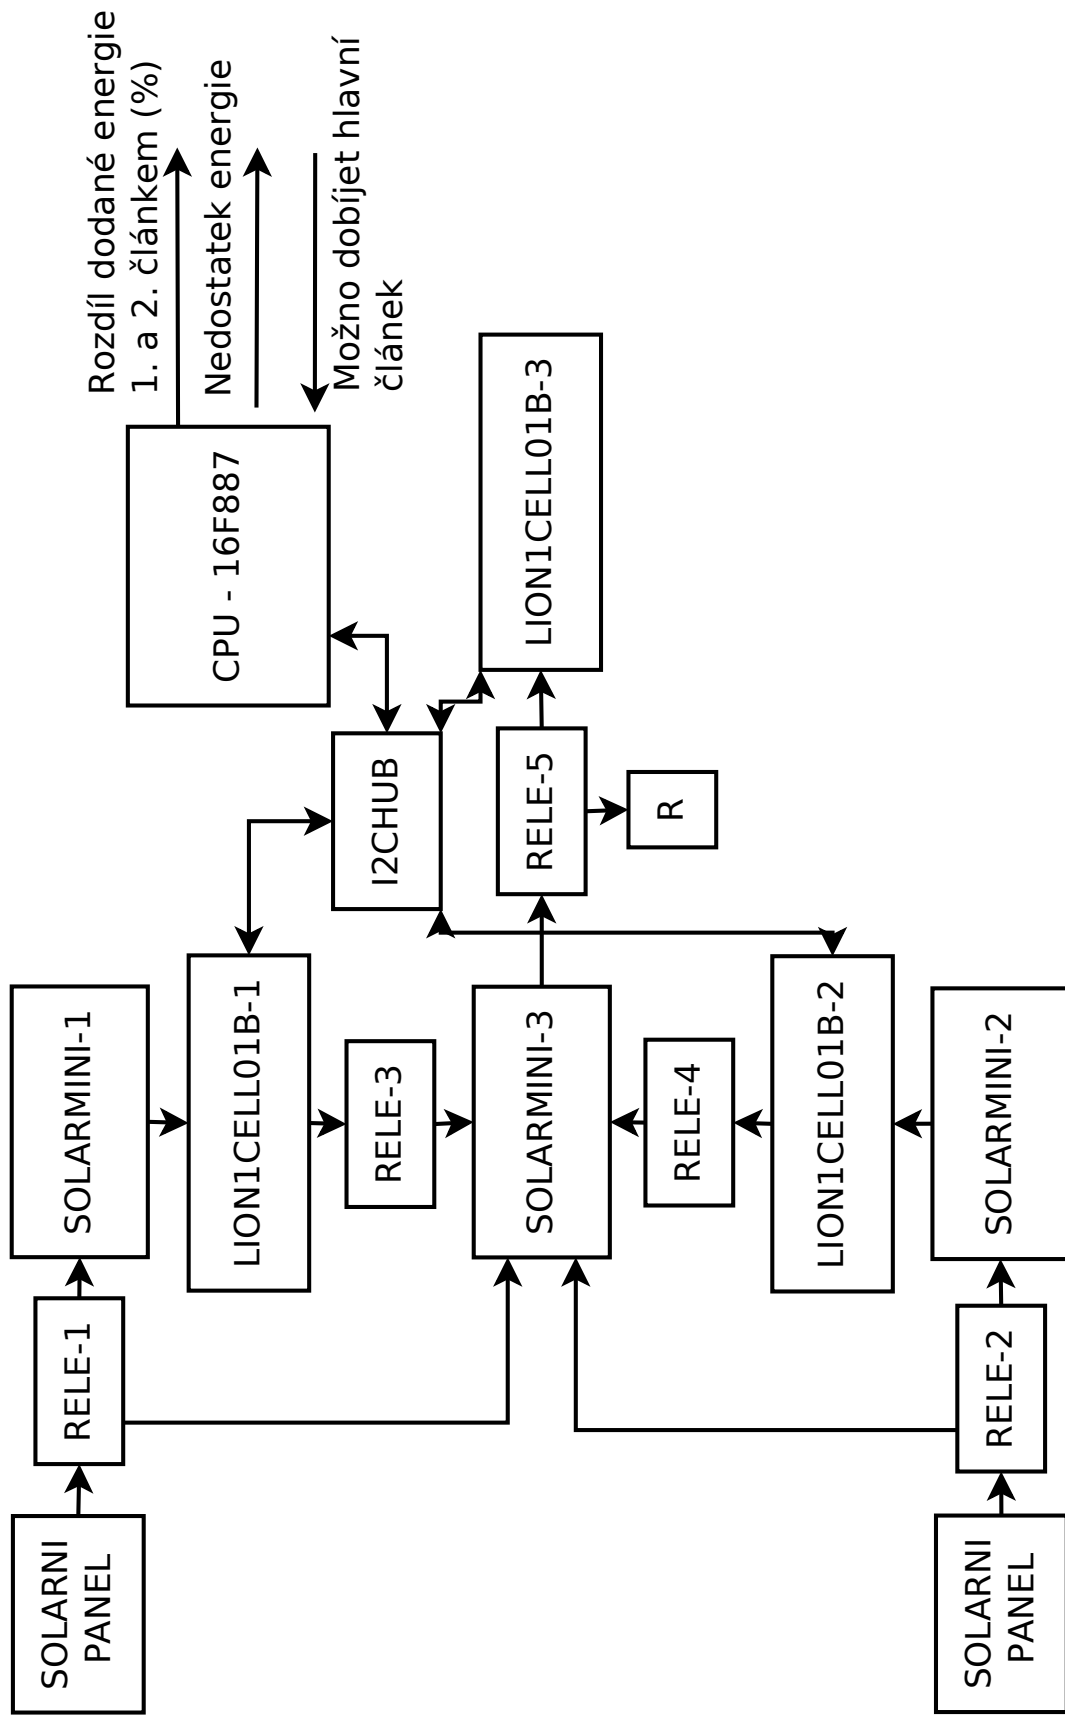 Rozdíl dodané energie
1. a 2. článkem (%)
Nedostatek energie
Možno dobíjet hlavní
článek
CPU - 16F887
LION1CELL01B-3
I2CHUB
RELE-5
R
SOLARMINI-1
LION1CELL01B-1
RELE-3
SOLARMINI-3
RELE-4
LION1CELL01B-2
SOLARMINI-2
RELE-1
RELE-2
SOLARNI
PANEL
SOLARNI
PANEL